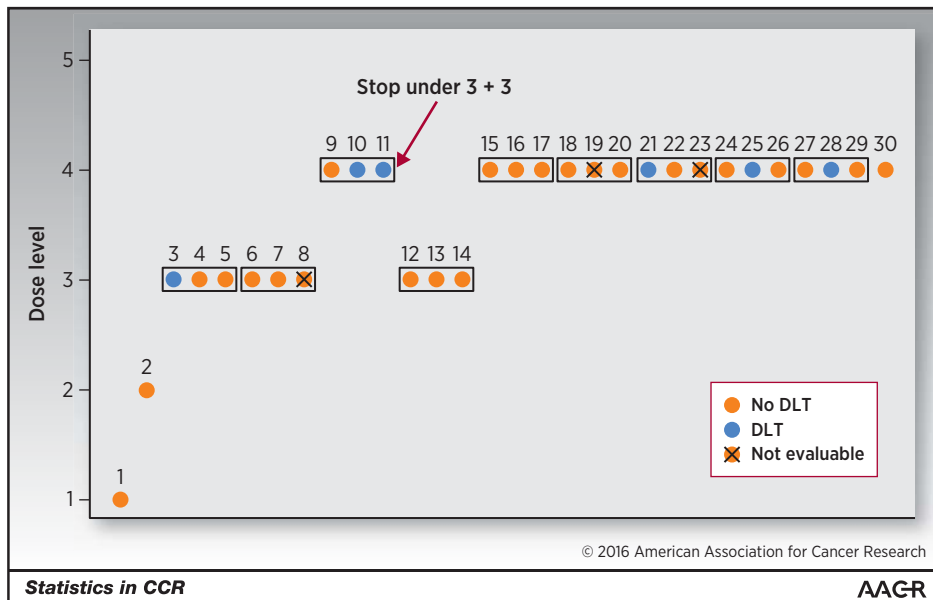 5
Stop under 3 + 3
9 10 11 15 16 17 18 19 20 21 22 23 24 25 26 27 28 29 30
4
Dose level
3 4 5 6 7 8 12 13 14
3
2
2
No DLT
DLT
Not evaluable
1
1
© 2016 American Association for Cancer Research
Statistics in CCR
AACR